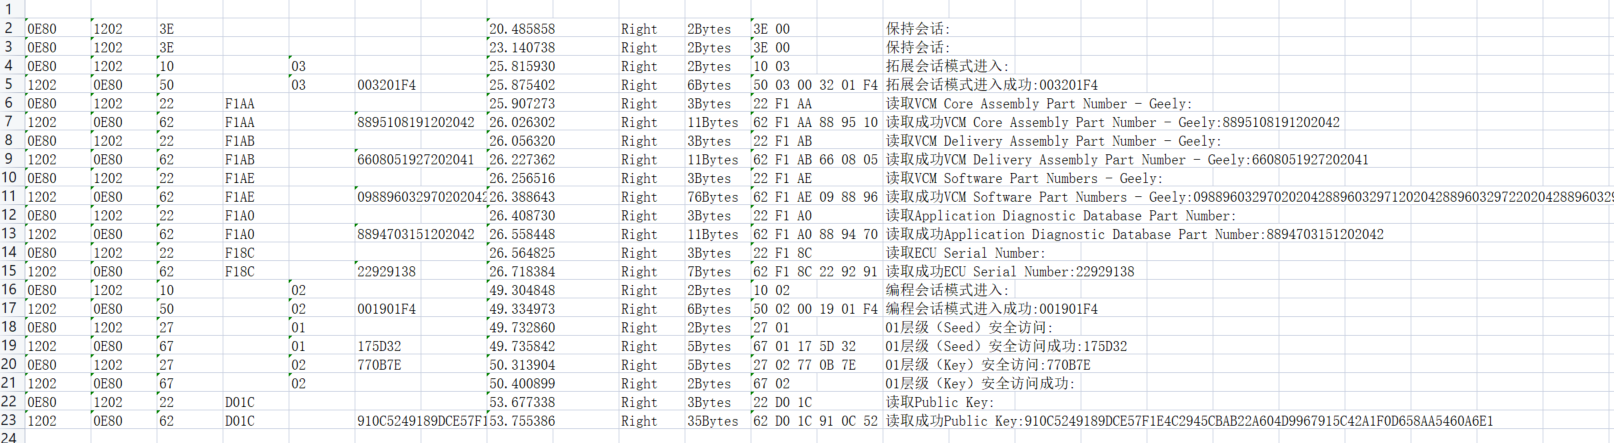 1
2 0E80 1202 3E 20.485858 Right 2Bytes 3E 00 保持会话:
3 0E80 1202 3E 23.140738 Right 2Bytes 3E 00 保持会话:
4 0E80 1202 10 03 25.815930 Right 2Bytes 10 03 拓展会话模式进入:
5 1202 0E80 50 03 003201F4 25.875402 Right 6Bytes 50 03 00 32 01 F4 拓展会话模式进入成功:003201F4
6 0E80 1202 22 F1AA 25.907273 Right 3Bytes 22 F1 AA 读取VCM Core Assembly Part Number - Geely:
7 1202 0E80 62 F1AA 8895108191202042 26.026302 Right 11Bytes 62 F1 AA 88 95 10 读取成功VCM Core Assembly Part Number - Geely:8895108191202042
8 0E80 1202 22 F1AB 26.056320 Right 3Bytes 22 F1 AB 读取VCM Delivery Assembly Part Number - Geely:
9 1202 0E80 62 F1AB 6608051927202041 26.227362 Right 11Bytes 62 F1 AB 66 08 05 读取成功VCM Delivery Assembly Part Number - Geely:6608051927202041
10 0E80 1202 22 F1AE 26.256516 Right 3Bytes 22 F1 AE 读取VCM Software Part Numbers - Geely:
11 1202 0E80 62 F1AE 098896032970202042 26.388643 Right 76Bytes 62 F1 AE 09 88 96 读取成功VCM Software Part Numbers - Geely:098896032970202042889603297120204288960329722020428896032
12 0E80 1202 22 F1A0 26.408730 Right 3Bytes 22 F1 A0 读取Application Diagnostic Database Part Number:
13 1202 0E80 62 F1A0 8894703151202042 26.558448 Right 11Bytes 62 F1 A0 88 94 70 读取成功Application Diagnostic Database Part Number:8894703151202042
14 0E80 1202 22 F18C 26.564825 Right 3Bytes 22 F1 8C 读取ECU Serial Number:
15 1202 0E80 62 F18C 22929138 26.718384 Right 7Bytes 62 F1 8C 22 92 91 读取成功ECU Serial Number:22929138
16 0E80 1202 10 02 49.304848 Right 2Bytes 10 02 编程会话模式进入:
17 1202 0E80 50 02 001901F4 49.334973 Right 6Bytes 50 02 00 19 01 F4 编程会话模式进入成功:001901F4
18 0E80 1202 27 01 49.732860 Right 2Bytes 27 01 01层级（Seed）安全访问:
19 1202 0E80 67 01 175D32 49.735842 Right 5Bytes 67 01 17 5D 32 01层级（Seed）安全访问成功:175D32
20 0E80 1202 27 02 770B7E 50.313904 Right 5Bytes 27 02 77 0B 7E 01层级（Key）安全访问:770B7E
21 1202 0E80 67 02 50.400899 Right 2Bytes 67 02 01层级（Key）安全访问成功:
22 0E80 1202 22 D01C 53.677338 Right 3Bytes 22 D0 1C 读取Public Key:
23 1202 0E80 62 D01C 910C5249189DCE57F1 53.755386 Right 35Bytes 62 D0 1C 91 0C 52 读取成功Public Key:910C5249189DCE57F1E4C2945CBAB22A604D9967915C42A1F0D658AA5460A6E1
24